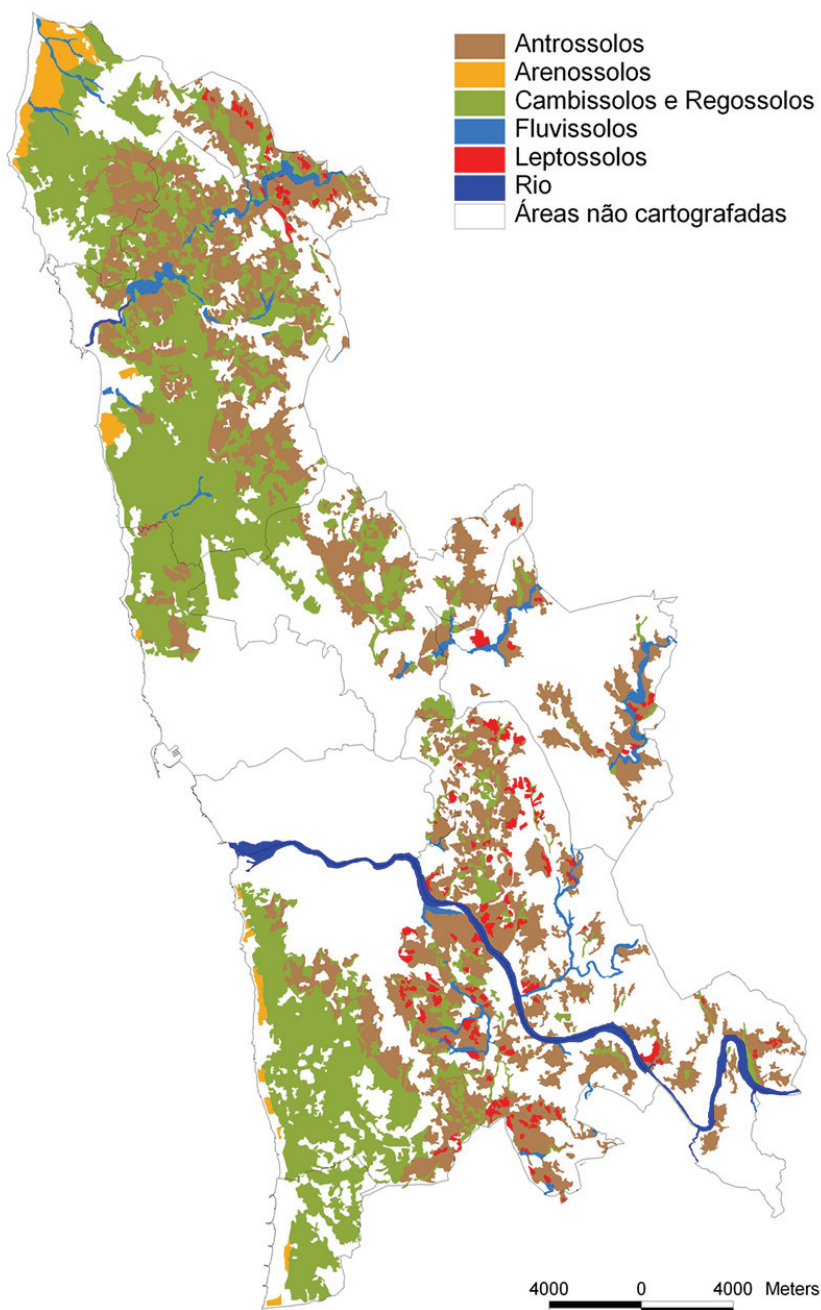 Antrossolos
Arenossolos
Cambissolos e Regossolos
Fluvissolos
Leptossolos
Rio
Áreas não cartografadas
4000 0 4000 Meters